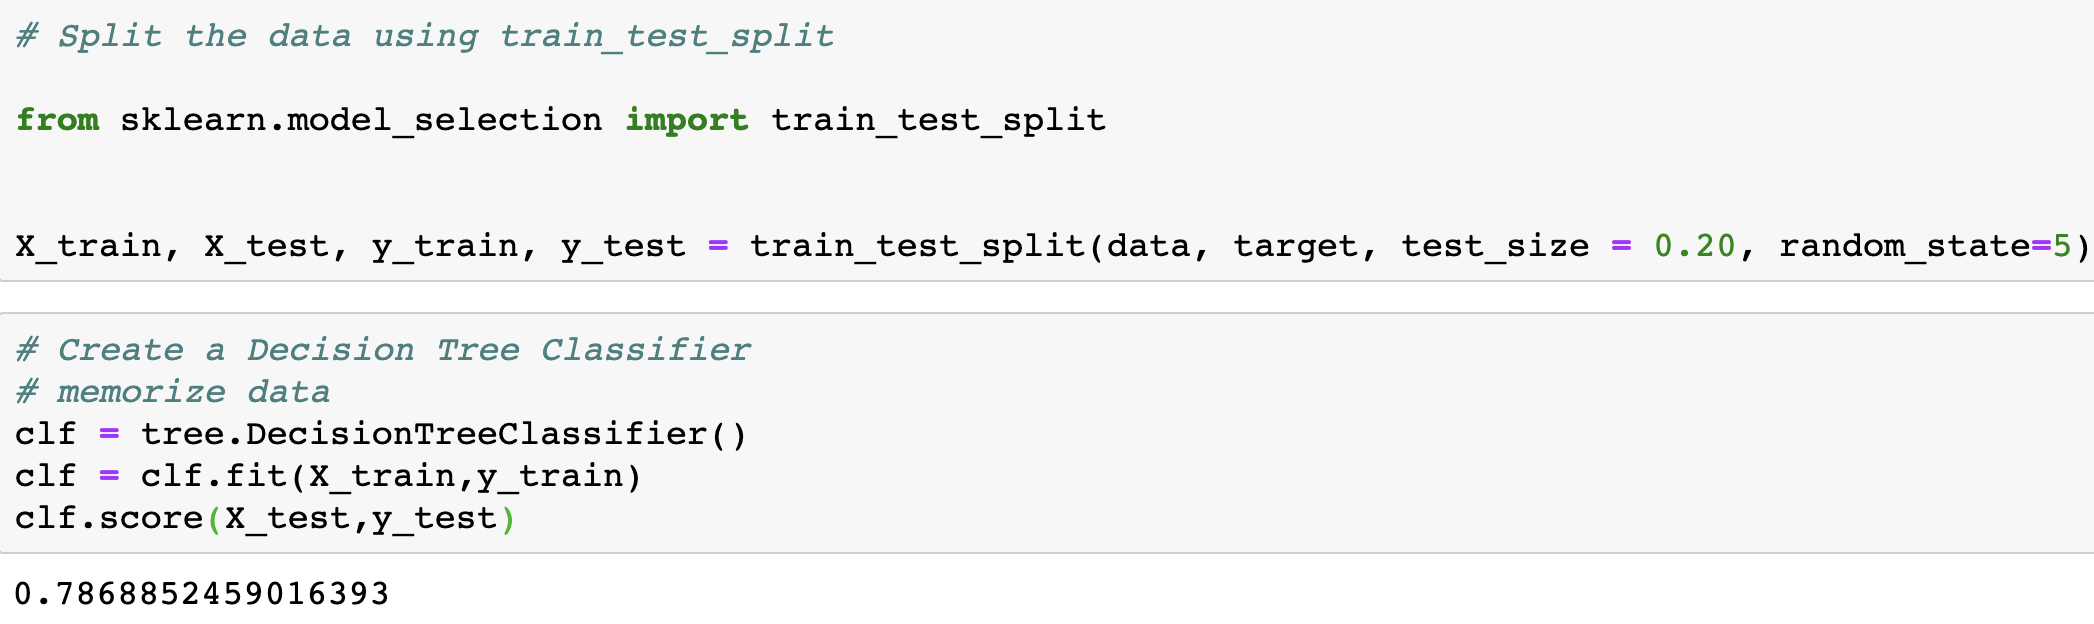 # Split the data using train_test_split
from sklearn.model_selection import train_test_split
X_train, X_test, y_train, y_test = train_test_split(data, target, test_size = 0.20, random_state=5)
# Create a Decision Tree Classifier
# memorize data
clf = tree.DecisionTreeClassifier()
clf = clf.fit(X_train,y_train)
clf.score(X_test,y_test)
0.7868852459016393